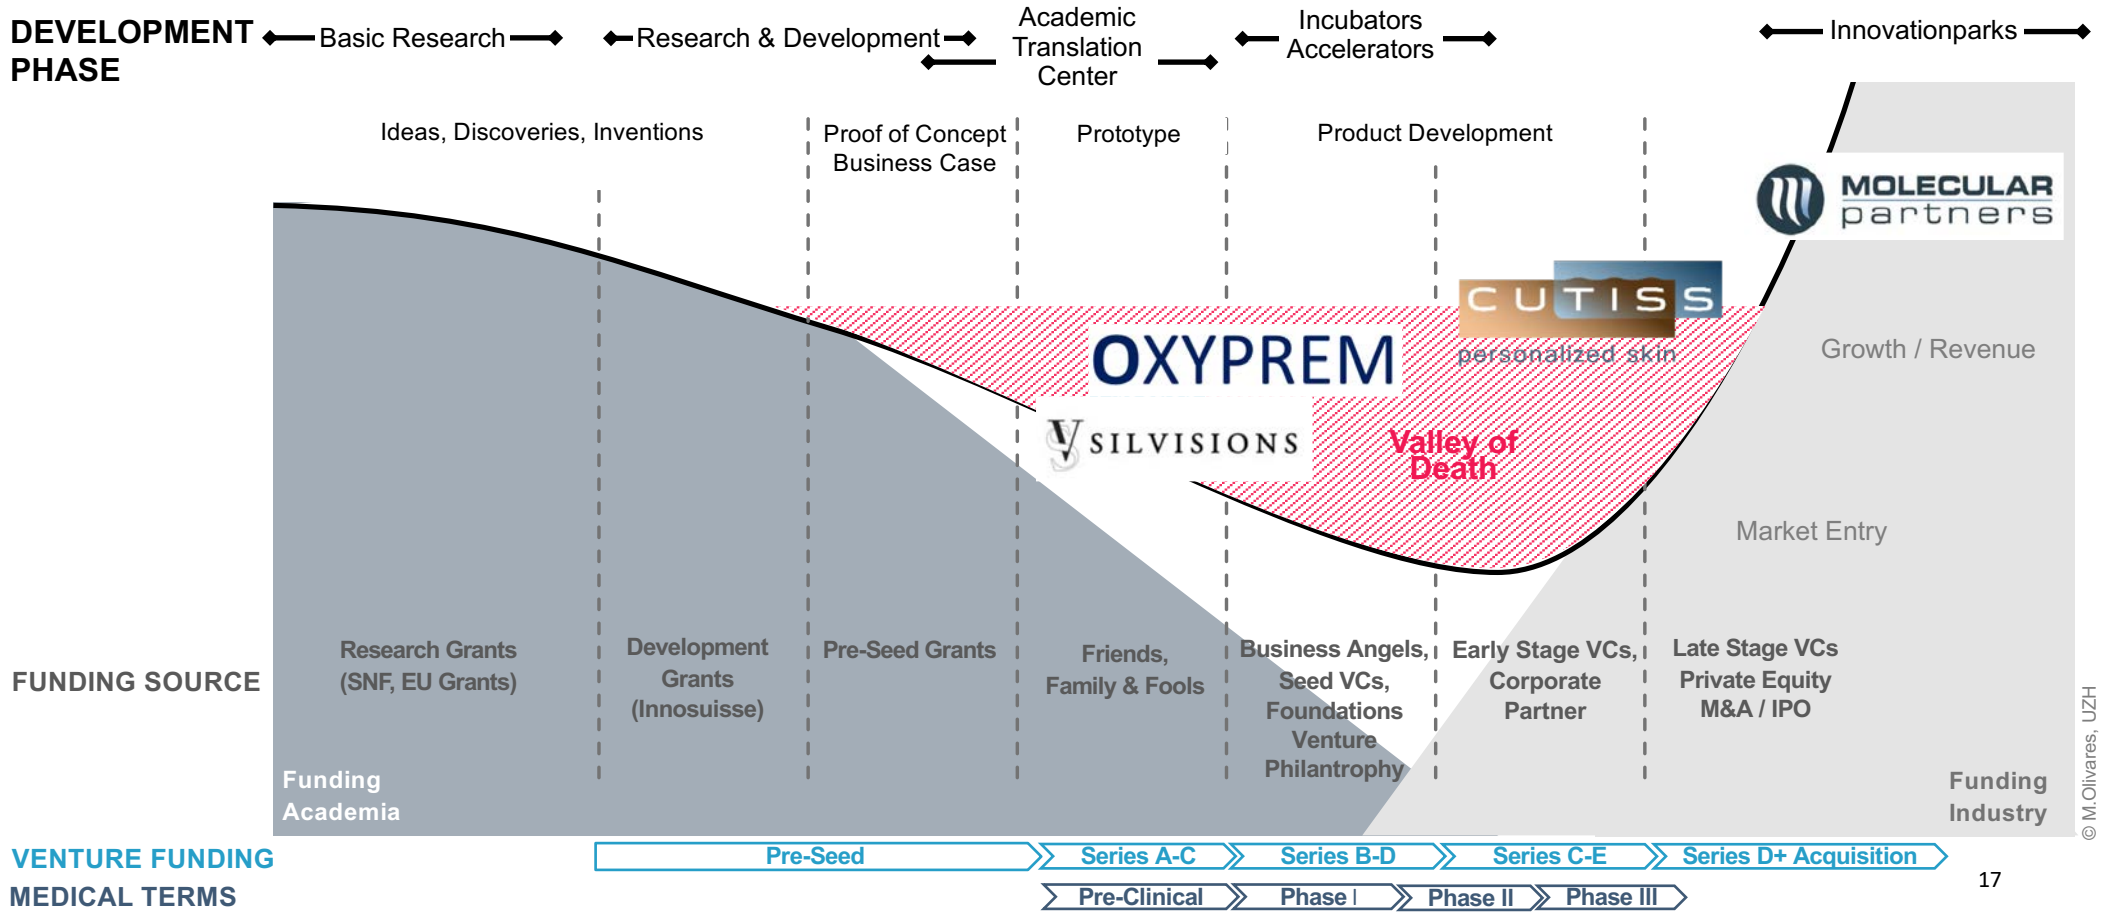 DEVELOPMENT
PHASE
Basic Research
Research & Development
Academic
Translation
Center
Incubators
Accelerators
Innovationparks
Ideas, Discoveries, Inventions
Proof of Concept
Business Case
Prototype
Product Development
MOLECULAR
partners
CUTISS
personalized skin
OXYPREM
SILVISIONS
Valley of
Death
Growth / Revenue
Market Entry
FUNDING SOURCE
Research Grants
(SNF, EU Grants)
Development
Grants
(Innosuisse)
Pre-Seed Grants
Friends,
Family & Fools
Business Angels,
Seed VCs,
Foundations
Venture
Philantrophy
Early Stage VCs,
Corporate
Partner
Late Stage VCs
Private Equity
M&A / IPO
Funding
Academia
Funding
Industry
© M.Olivares, UZH
VENTURE FUNDING
Pre-Seed
Series A-C
Series B-D
Series C-E
Series D+ Acquisition
MEDICAL TERMS
Pre-Clinical
Phase I
Phase II
Phase III
17